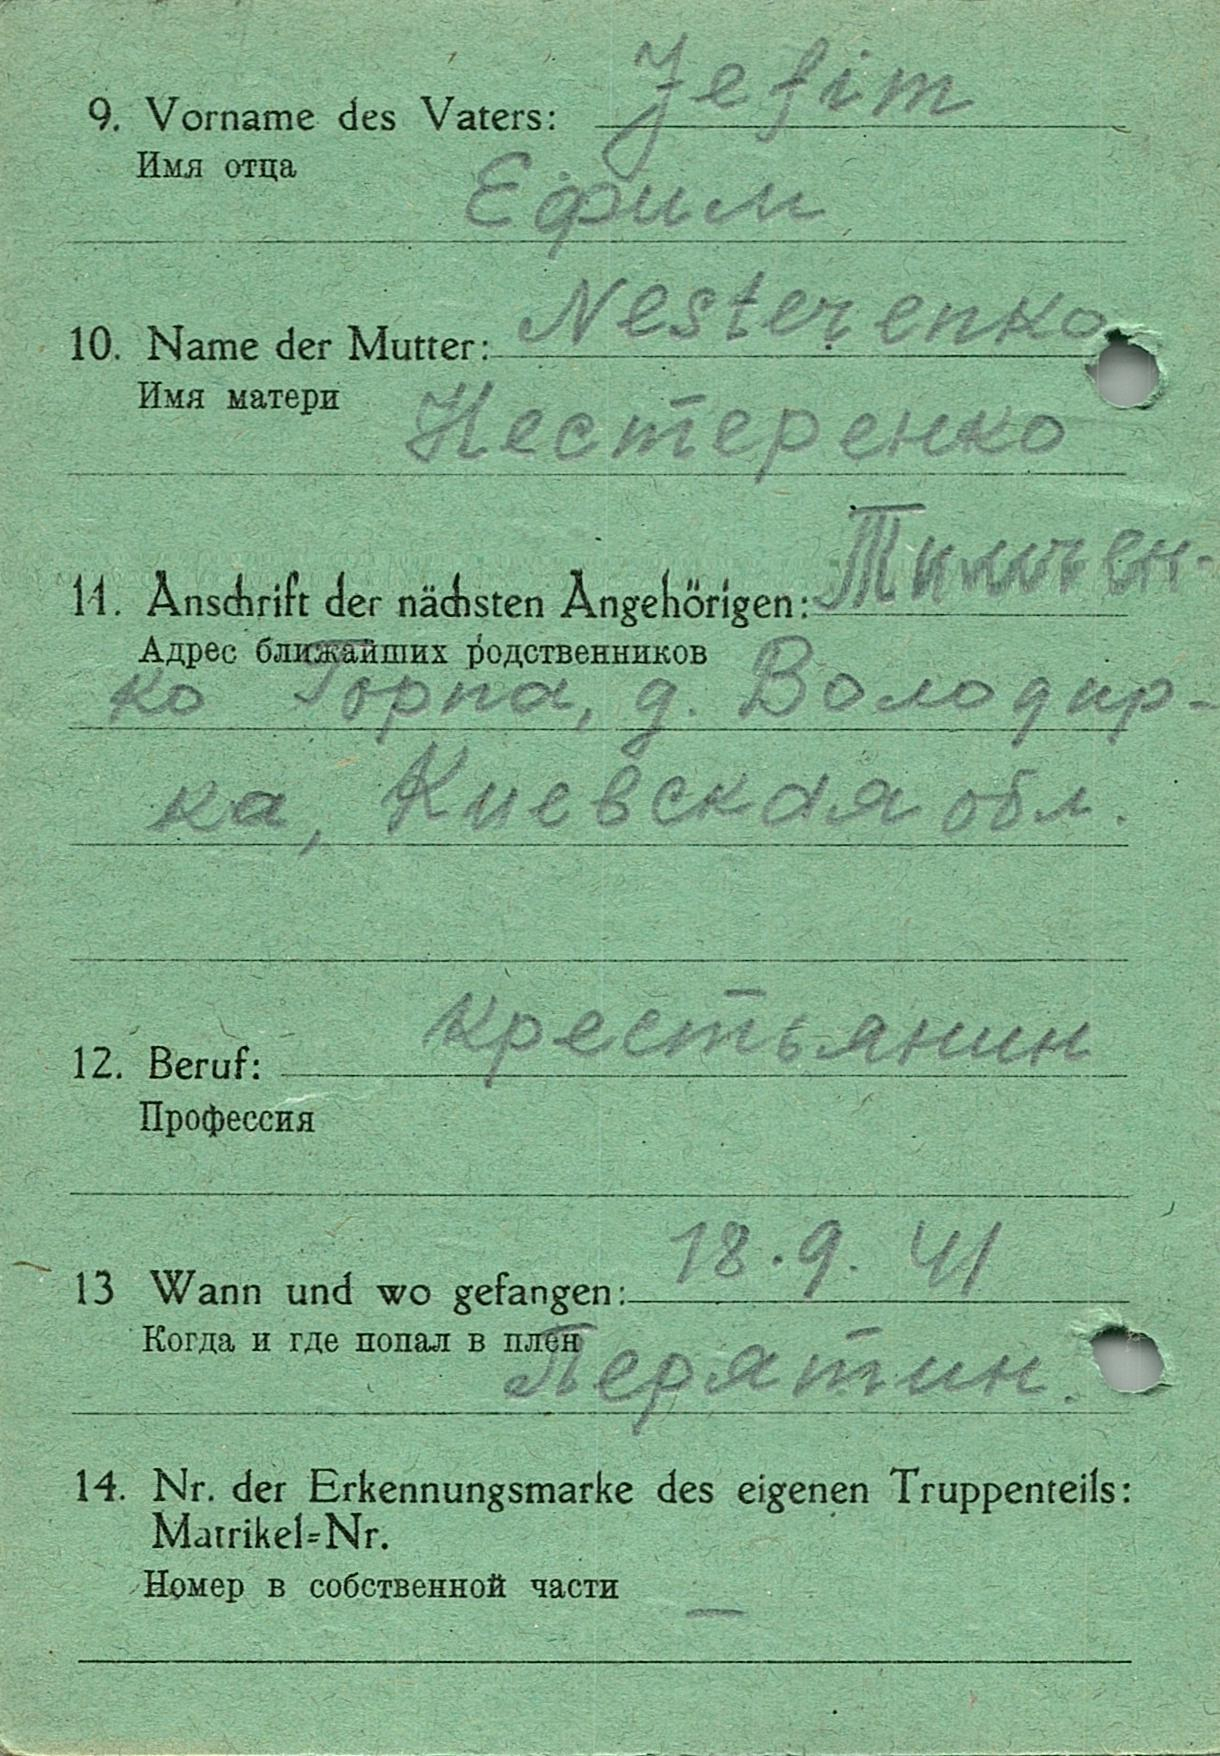 9. Vorname des Vaters: Jefim
Имя отца
Ефим
10. Name der Mutter: Nesterenko
Имя матери
Нестеренко
11. Anschrift der nächsten Angehörigen:
Адрес ближайших родственников
ко Горпа, д. Володар-
ка, Киевская обл.
12. Beruf: крестьянин
Профессия
13 Wann und wo gefangen: 18.9.41
Когда и где попал в плен
Перятин.
14. Nr. der Erkennungsmarke des eigenen Truppenteils:
Matrikel=Nr.
Номер в собственной части
—